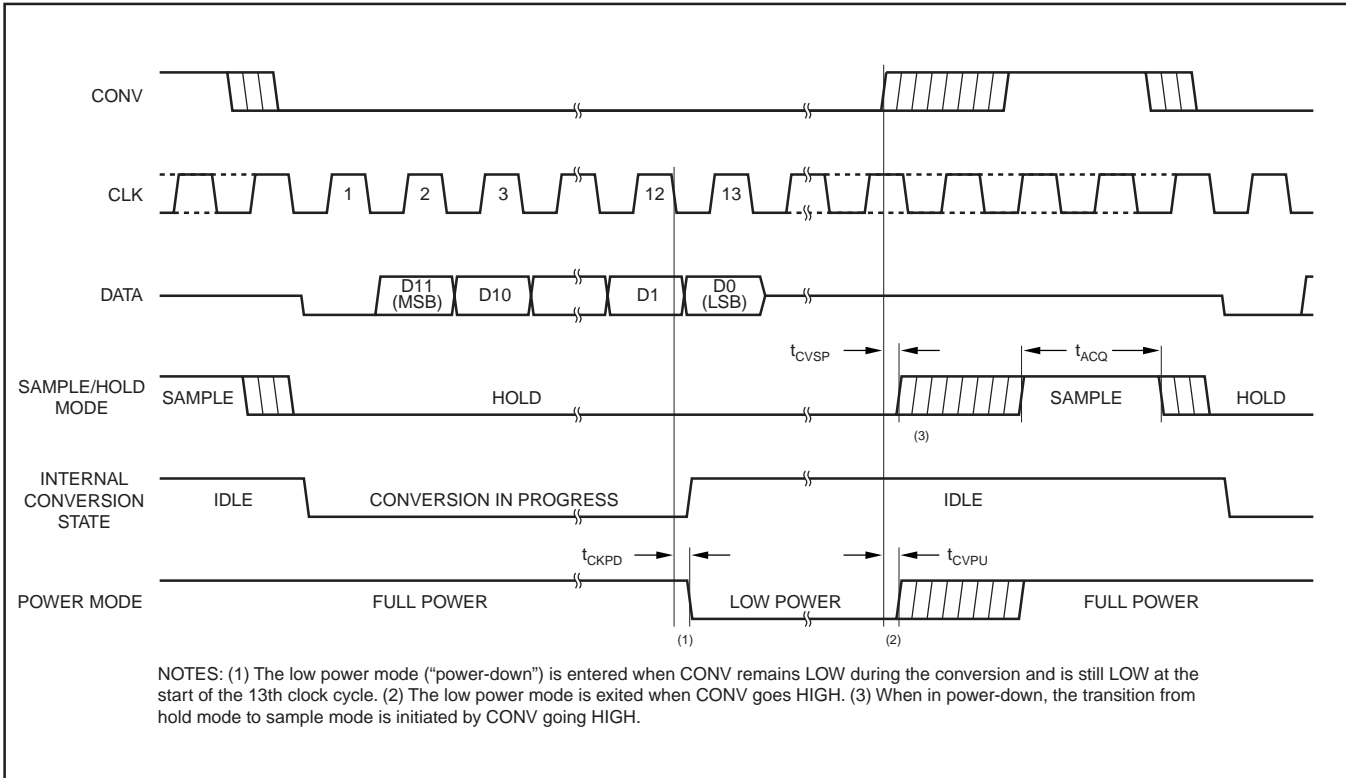 CONV
CLK
1
2
3
12
13
DATA
D11
(MSB)
D10
D1
D0
(LSB)
tCVSP
tACQ
SAMPLE/HOLD
MODE
SAMPLE
HOLD
SAMPLE
HOLD
(3)
INTERNAL
CONVERSION
STATE
IDLE
CONVERSION IN PROGRESS
IDLE
tCKPD
tCVPU
POWER MODE
FULL POWER
LOW POWER
FULL POWER
(1)
(2)
NOTES: (1) The low power mode (“power-down”) is entered when CONV remains LOW during the conversion and is still LOW at the
start of the 13th clock cycle. (2) The low power mode is exited when CONV goes HIGH. (3) When in power-down, the transition from
hold mode to sample mode is initiated by CONV going HIGH.